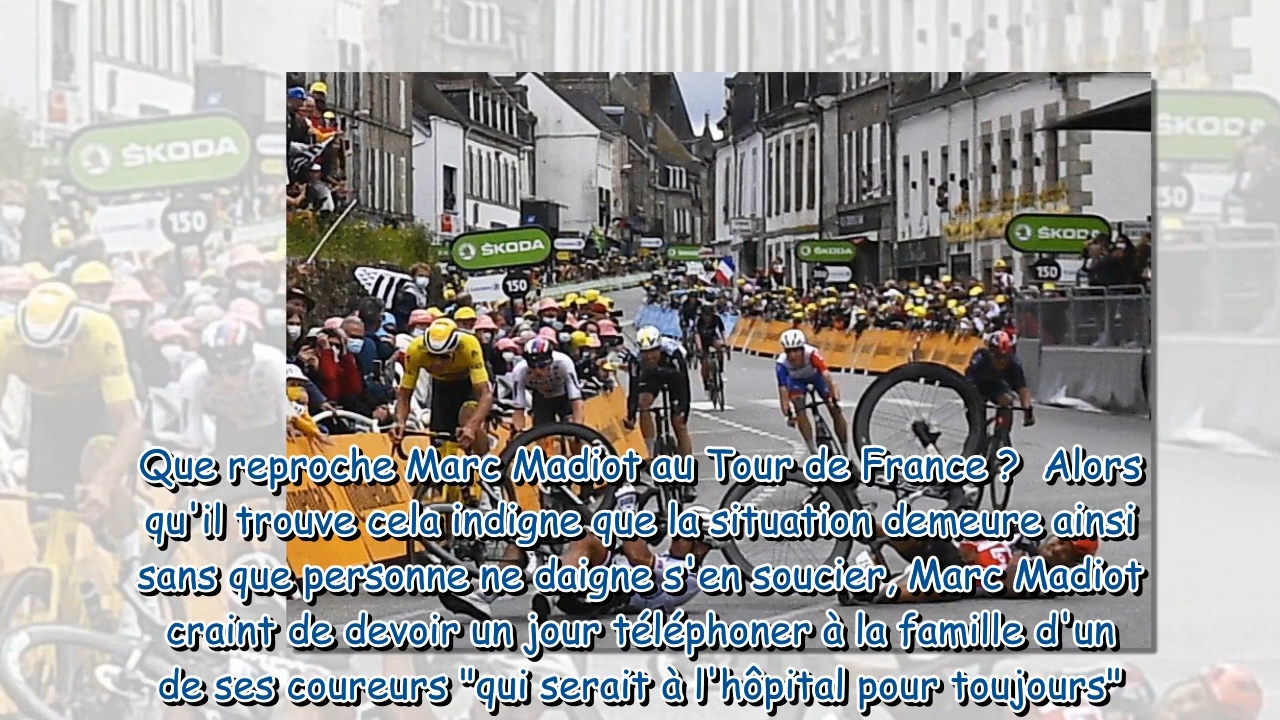 ŠKODA
150
ŠKODA
150
ŠKODA
ŠKODA
150
ŠKODA
50
Que reproche Marc Madiot au Tour de France ? Alors
qu'il trouve cela indigne que la situation demeure ainsi
sans que personne ne daigne s'en soucier, Marc Madiot
craint de devoir un jour téléphoner à la famille d'un
de ses coureurs "qui serait à l'hôpital pour toujours"